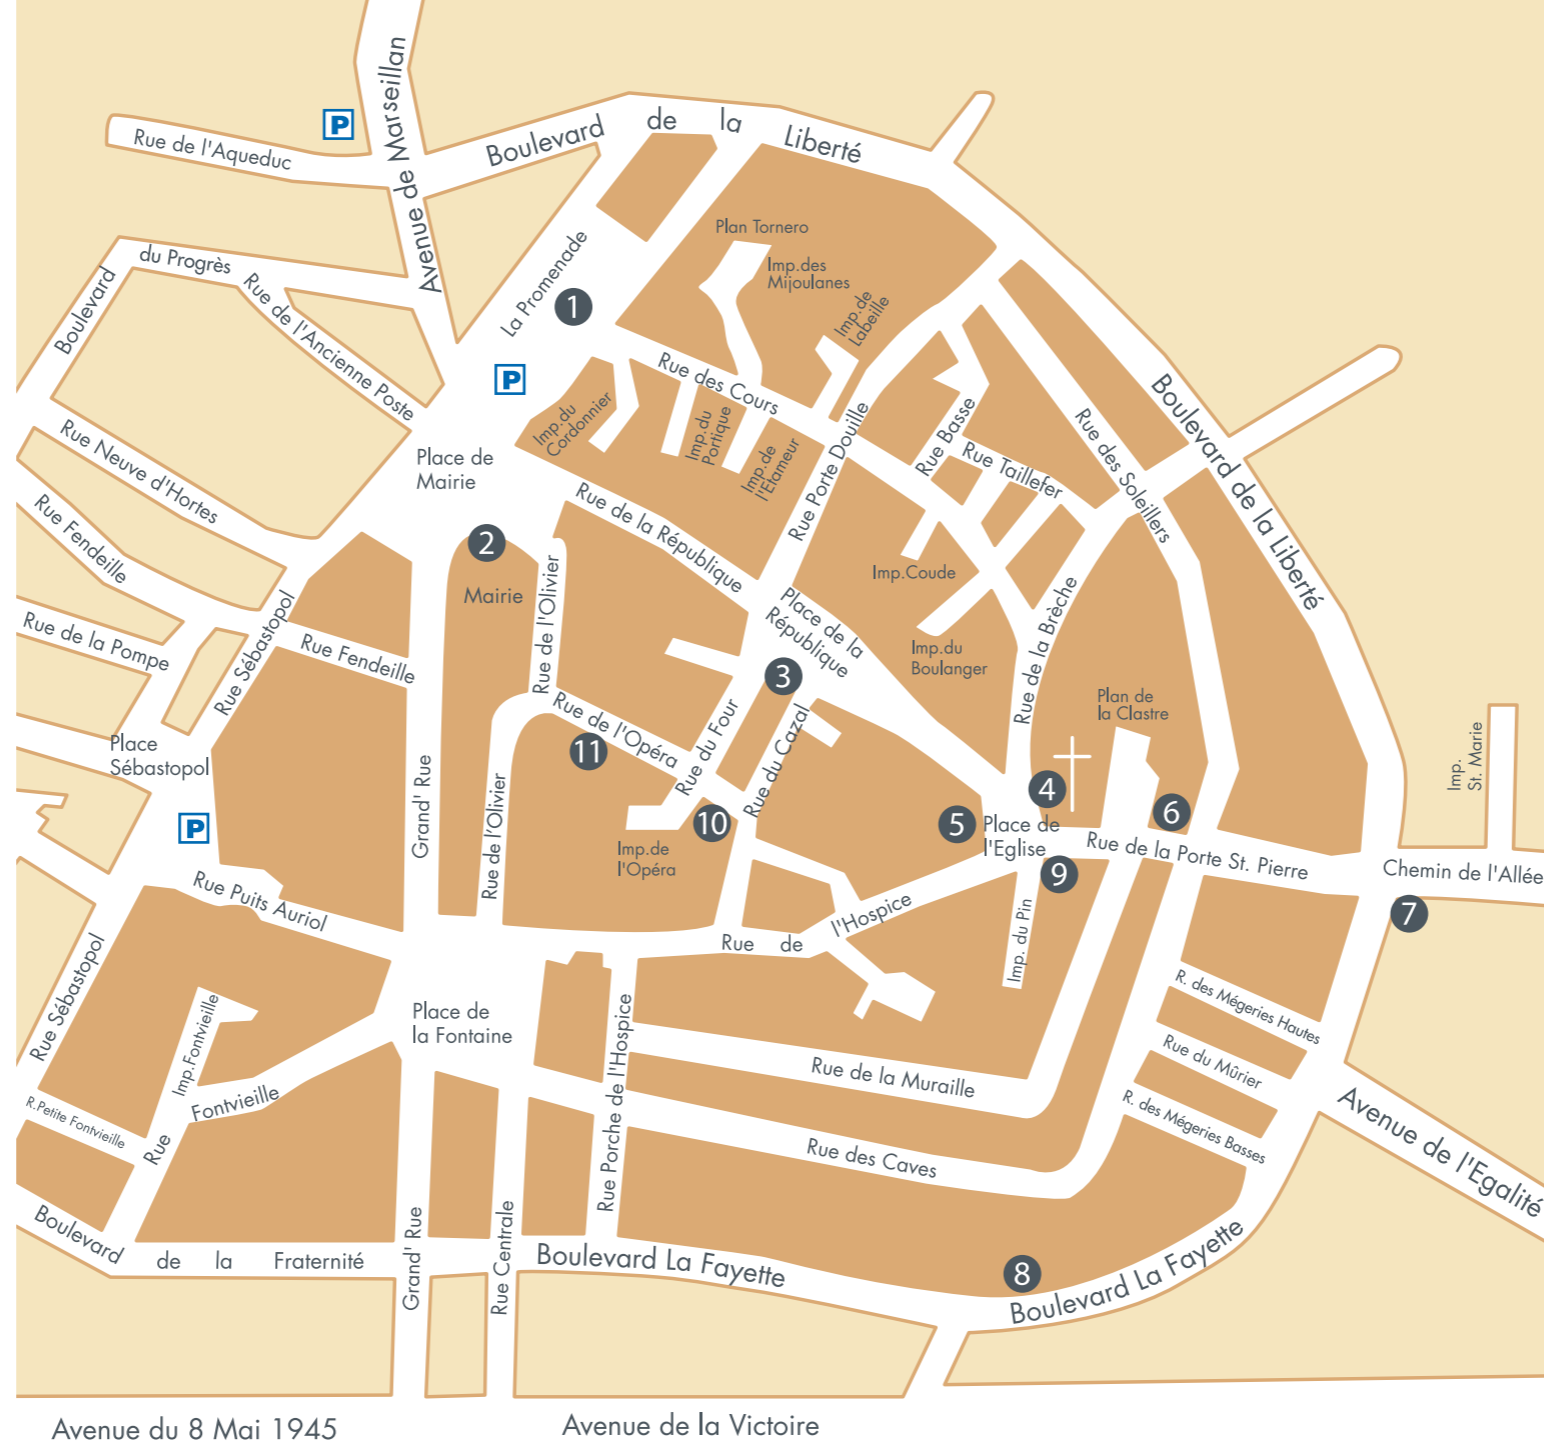 Avenue de Marseillan
P
Rue de l'Aqueduc
Boulevard de la Liberté
Plan Tornero
Imp.des
Mijoulanes
Imp.de
Labeille
La Promenade
1
du Progrès
Boulevard
Rue de l'Ancienne Poste
P
Rue des Cours
Imp.du
Cordonnier
Imp.du
Portique
Imp.de
l'Etameur
Rue Porte Douille
Rue Basse
Rue Taillefer
Rue des Soleillers
Boulevard de la Liberté
Rue Neuve d'Hortes
Place de
Mairie
Rue Fendeille
Rue de la République
2
Mairie
Rue de l'Olivier
Imp.Coude
Place de la
République
Imp.du
Boulanger
Rue de la Brèche
Rue de la Pompe
Rue Sébastopol
Rue Fendeille
3
Plan de
la Clastre
Place
Sébastopol
Rue de l'Opéra
11
Rue du Four
Rue du Cazal
Imp.
St. Marie
P
Grand' Rue
Rue de l'Olivier
10
Imp.de
l'Opéra
4
5
6
Place de
l'Eglise
Rue de la Porte St. Pierre
Chemin de l'Allée
9
7
Rue Puits Auriol
Rue de l'Hospice
Imp. du Pin
Rue Sébastopol
Place de
la Fontaine
Imp.Fontvieille
Rue Porche de l'Hospice
R. des Mégeries Hautes
Rue du Mûrier
Rue de la Muraille
R. des Mégeries Basses
Avenue de l'Egalité
R.Petite Fontvieille
Rue Fontvieille
Rue des Caves
Boulevard de la Fraternité
Grand' Rue
Rue Centrale
Boulevard La Fayette
8
Boulevard La Fayette
Avenue du 8 Mai 1945
Avenue de la Victoire